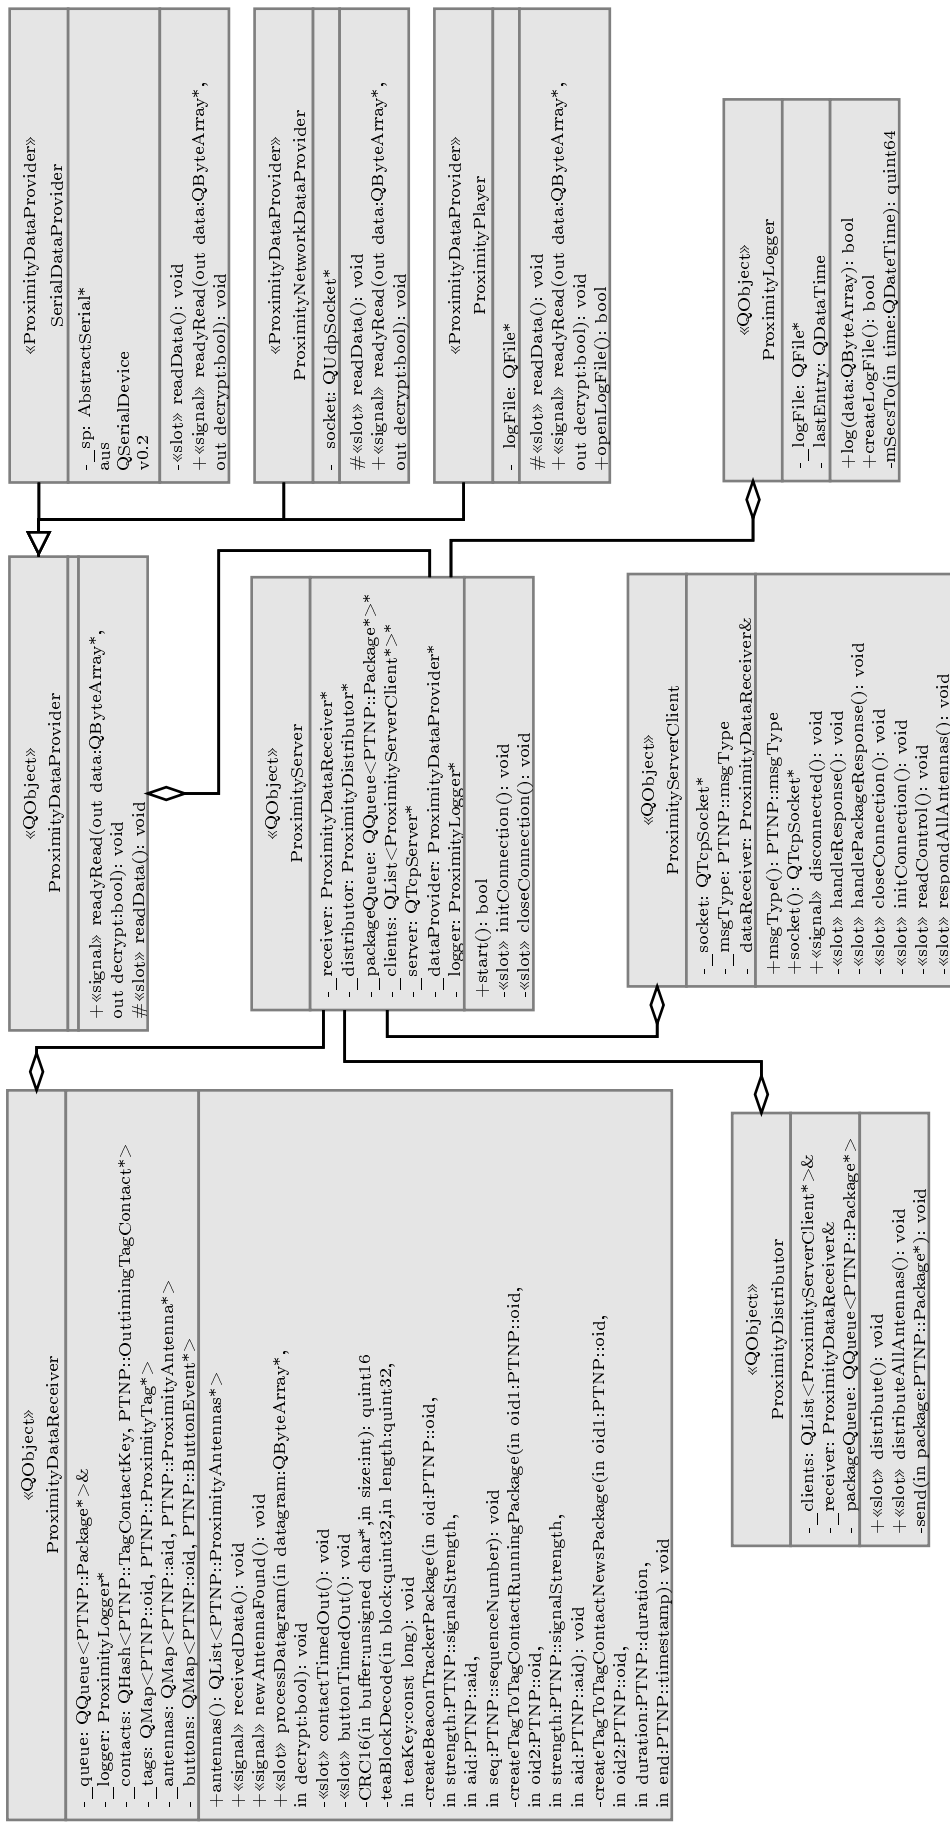 «QObject»
ProximityDataReceiver
-_queue: QQueue<PTNP::Package*>&
-_logger: ProximityLogger*
-_contacts: QHash<PTNP::TagContactKey, PTNP::OuttimingTagContact*>
-_tags: QMap<PTNP::oid, PTNP::ProximityTag*>
-_antennas: QMap<PTNP::aid, PTNP::ProximityAntenna*>
-_buttons: QMap<PTNP::oid, PTNP::ButtonEvent*>
+antennas(): QList<PTNP::ProximityAntennas*>
+«signal» receivedData(): void
+«signal» newAntennaFound(): void
+«slot» processDatagram(in datagram:QByteArray*,
in decrypt:bool): void
-«slot» contactTimedOut(): void
-«slot» buttonTimedOut(): void
-CRC16(in buffer:unsigned char*,in size:int): quint16
-teaBlockDecode(in block:quint32,in length:quint32,
in teaKey:const long): void
-createBeaconTrackerPackage(in oid:PTNP::oid,
in strength:PTNP::signalStrength,
in aid:PTNP::aid,
in seq:PTNP::sequenceNumber): void
-createTagToTagContactRunningPackage(in oid1:PTNP::oid,
in oid2:PTNP::oid,
in strength:PTNP::signalStrength,
in aid:PTNP::aid): void
-createTagToTagContactNewsPackage(in oid1:PTNP::oid,
in oid2:PTNP::oid,
in duration:PTNP::duration,
in end:PTNP::timestamp): void
«QObject»
ProximityDistributor
-_clients: QList<ProximityServerClient*>&
-_receiver: ProximityDataReceiver&
-_packageQueue: QQueue<PTNP::Package*>
+«slot» distribute(): void
+«slot» distributeAllAntennas(): void
-send(in package:PTNP::Package*): void
«QObject»
ProximityDataProvider
+«signal» readyRead(out data:QByteArray*,
out decrypt:bool): void
#«slot» readData(): void
«QObject»
ProximityServer
-_receiver: ProximityDataReceiver*
-_distributor: ProximityDistributor*
-_packageQueue: QQueue<PTNP::Package*>*
-_clients: QList<ProximityServerClient*>*
-_server: QTcpServer*
-_dataProvider: ProximityDataProvider*
-_logger: ProximityLogger*
+start(): bool
-«slot» initConnection(): void
-«slot» closeConnection(): void
«QObject»
ProximityServerClient
-_socket: QTcpSocket*
-_msgType: PTNP::msgType
-_dataReceiver: ProximityDataReceiver&
+msgType(): PTNP::msgType
+socket(): QTcpSocket*
+«signal» disconnected(): void
-«slot» handleResponse(): void
-«slot» handlePackageResponse(): void
-«slot» closeConnection(): void
-«slot» initConnection(): void
-«slot» readControl(): void
-«slot» respondAllAntennas(): void
«ProximityDataProvider»
SerialDataProvider
-_sp: AbstractSerial*
aus
QSerialDevice
v0.2
-«slot» readData(): void
+«signal» readyRead(out data:QByteArray*,
out decrypt:bool): void
«ProximityDataProvider»
ProximityNetworkDataProvider
-_socket: QUdpSocket*
#«slot» readData(): void
+«signal» readyRead(out data:QByteArray*,
out decrypt:bool): void
«ProximityDataProvider»
ProximityPlayer
-_logFile: QFile*
#«slot» readData(): void
+«signal» readyRead(out data:QByteArray*,
out decrypt:bool): void
+openLogFile(): bool
«QObject»
ProximityLogger
-_logFile: QFile*
-_lastEntry: QDataTime
+log(data:QByteArray): bool
+createLogFile(): bool
-mSecsTo(in time:QDateTime): quint64